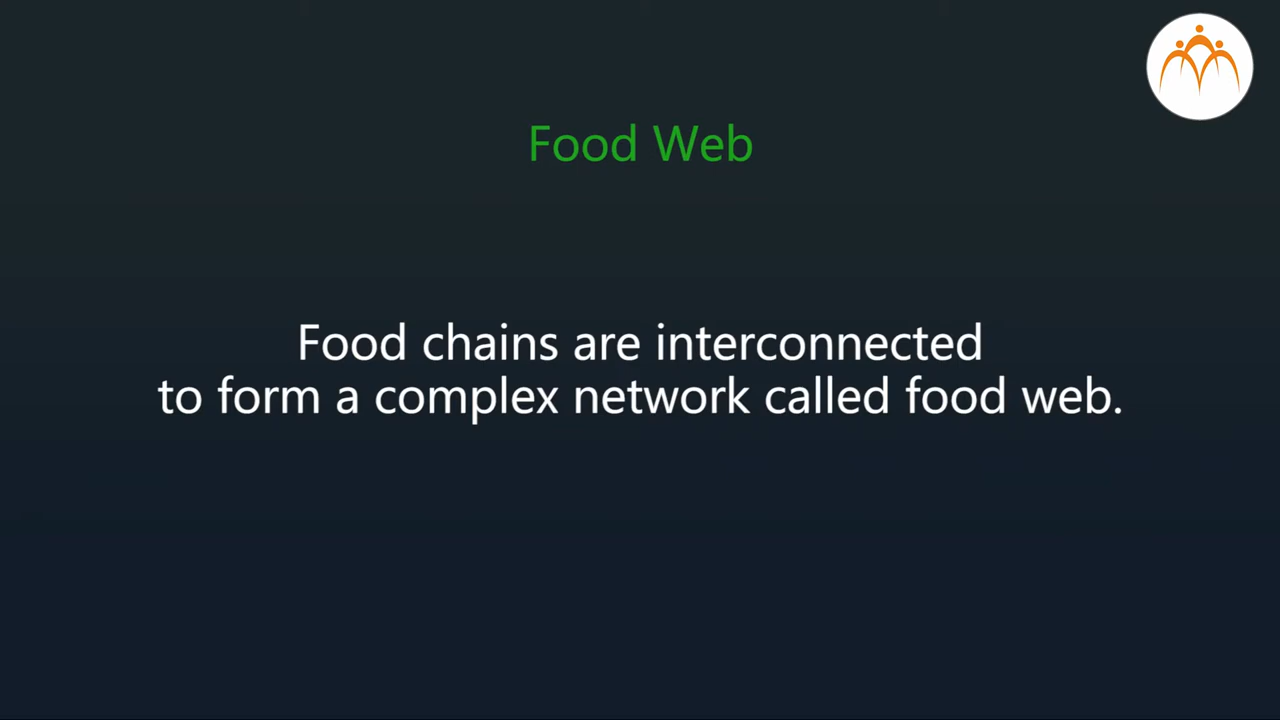 Food Web
Food chains are interconnected
to form a complex network called food web.